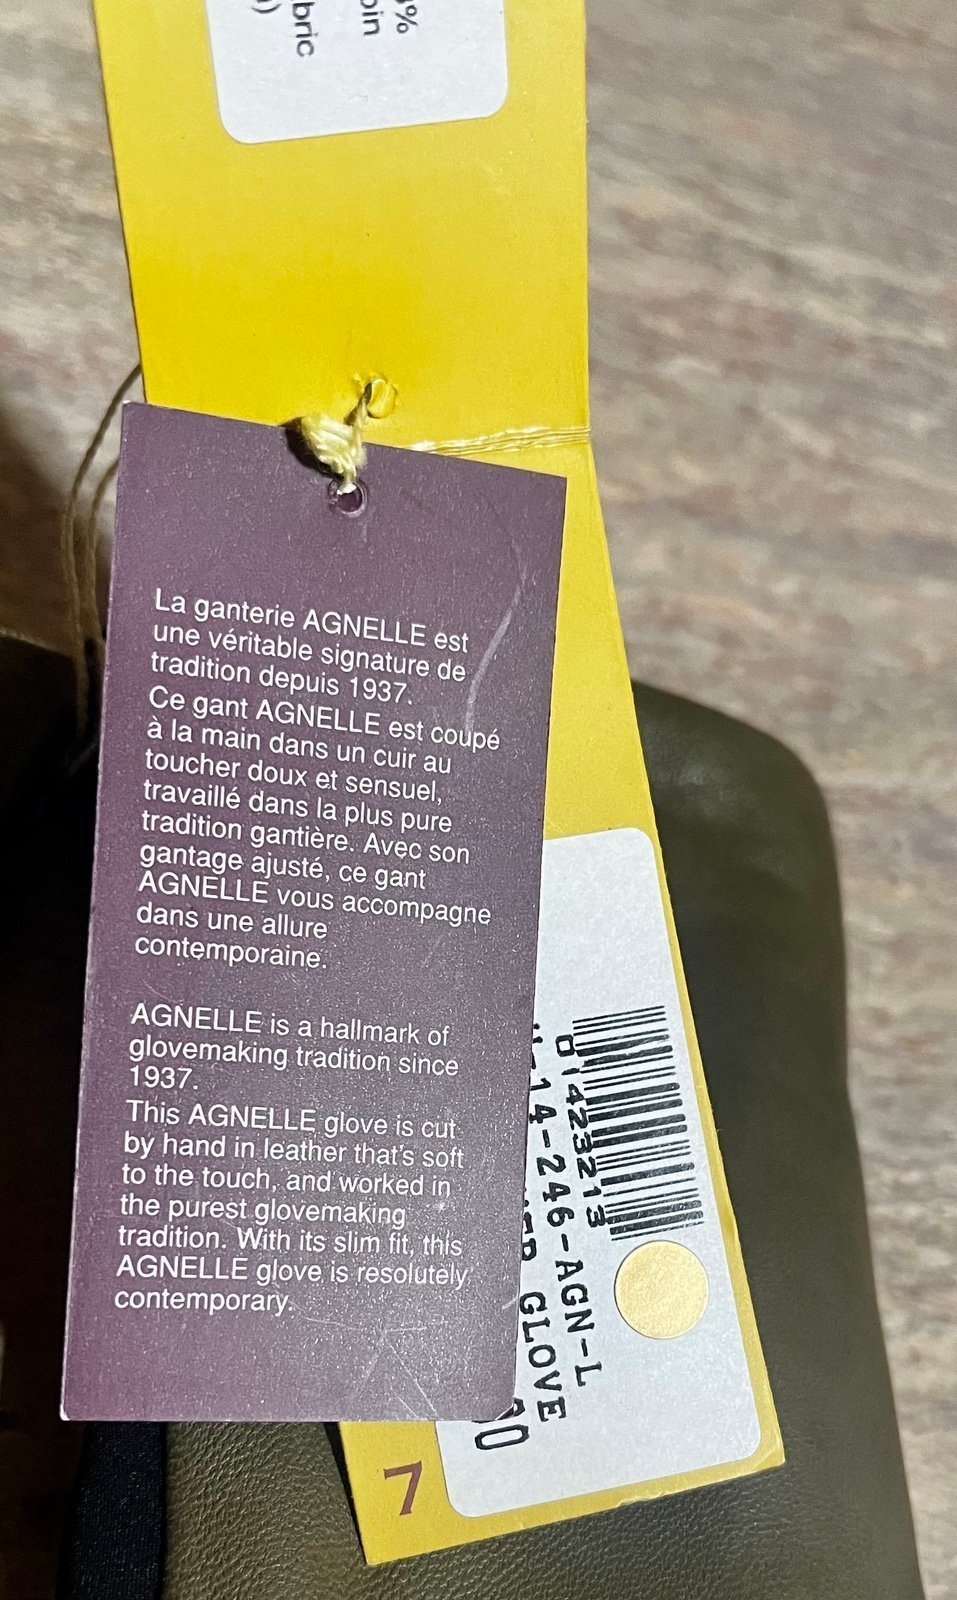 0%
bric
La ganterie AGNELLE est
une véritable signature de
tradition depuis 1937.
Ce gant AGNELLE est coupé
à la main dans un cuir au
toucher doux et sensuel,
travaillé dans la plus pure
tradition gantière. Avec son
gantage ajusté, ce gant
AGNELLE vous accompagne
dans une allure
contemporaine.
AGNELLE is a hallmark of
glovemaking tradition since
1937.
This AGNELLE glove is cut
by hand in leather that's soft
to the touch, and worked in
the purest glovemaking
tradition. With its slim fit, this
AGNELLE glove is resolutely
contemporary.
01423213
14-246-AGN-L
GLOVE
00
7